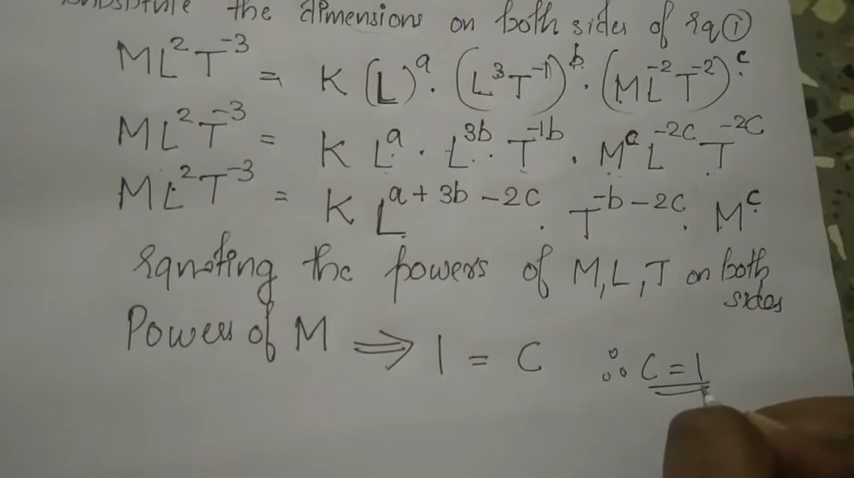 the dimensions on both sides of eq ①
ML²T⁻³ = K (L)ᵃ · (L³T⁻¹)ᵇ · (ML⁻²T⁻²)ᶜ
ML²T⁻³ = K Lᵃ · L³ᵇ · T⁻¹ᵇ · Mᶜ L⁻²ᶜ T⁻²ᶜ
ML²T⁻³ = K L^(a + 3b - 2c) · T^(-b - 2c) · Mᶜ
Equating the powers of M, L, T on both sides
Power of M ⟹ 1 = C ∴ C = 1